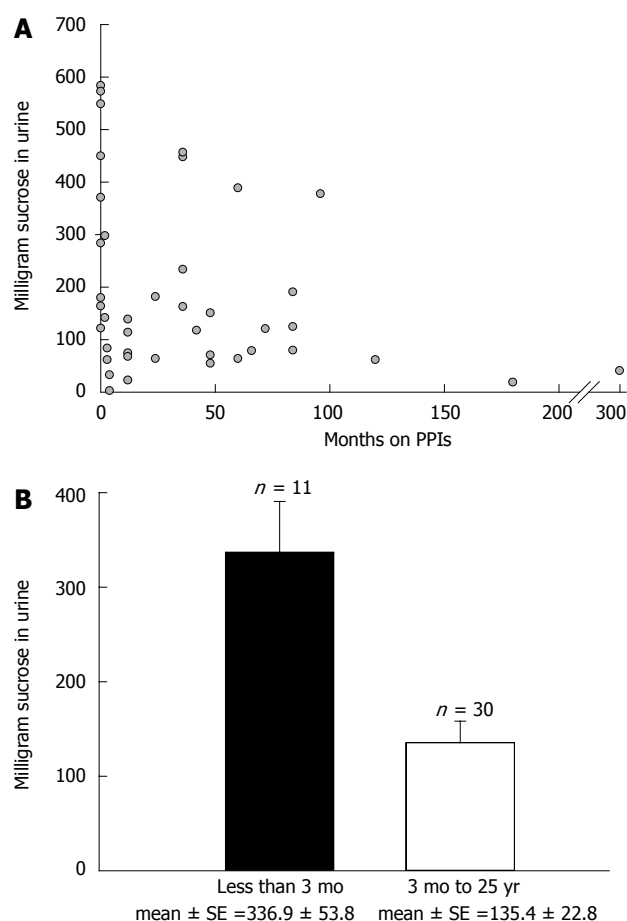 A
700
600
500
400
300
200
100
0
Milligram sucrose in urine
0 50 100 150 200 300
Months on PPIs
B
400
300
200
100
0
Milligram sucrose in urine
n = 11
n = 30
Less than 3 mo 3 mo to 25 yr
mean ± SE =336.9 ± 53.8 mean ± SE =135.4 ± 22.8